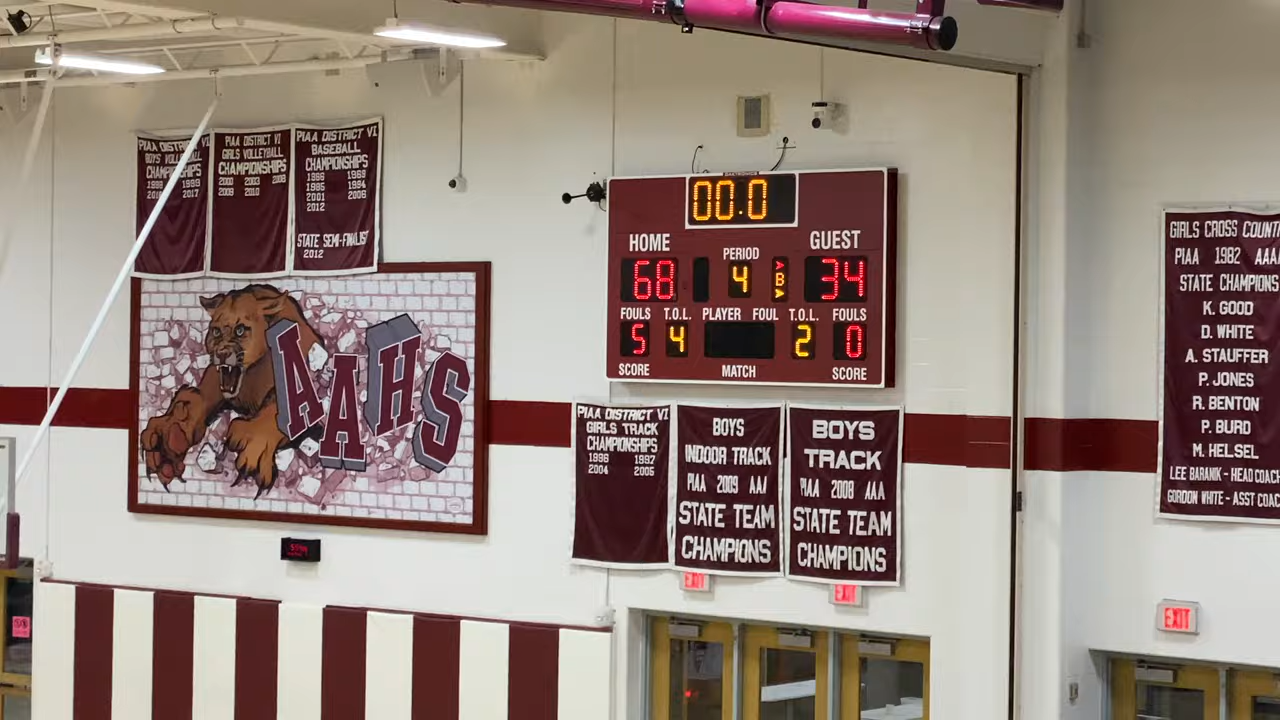 PIAA DISTRICT VI
BOYS VOLLEYBALL
CHAMPIONSHIPS
PIAA DISTRICT VI
GIRLS VOLLEYBALL
CHAMPIONSHIPS
2000 2003 2008
2009 2010
PIAA DISTRICT VI
BASEBALL
CHAMPIONSHIPS
1966 1969
1985 1994
2001 2006
2012
STATE SEMI-FINALIST
2012
AAHS
00.0
HOME
PERIOD
GUEST
68
4
B
34
FOULS
T.O.L.
PLAYER
FOUL
T.O.L.
FOULS
5
4
2
0
SCORE
MATCH
SCORE
PIAA DISTRICT VI
GIRLS TRACK
CHAMPIONSHIPS
1996 1997
2004 2005
BOYS
INDOOR TRACK
PIAA 2009 AAA
STATE TEAM
CHAMPIONS
BOYS
TRACK
PIAA 2008 AAA
STATE TEAM
CHAMPIONS
GIRLS CROSS COUNT
PIAA 1982 AAA
STATE CHAMPIONS
K. GOOD
D. WHITE
A. STAUFFER
P. JONES
R. BENTON
P. BURD
M. HELSEL
LEE BARANIK - HEAD COACH
GORDON WHITE - ASST COAC
EXIT
EXIT
EXIT